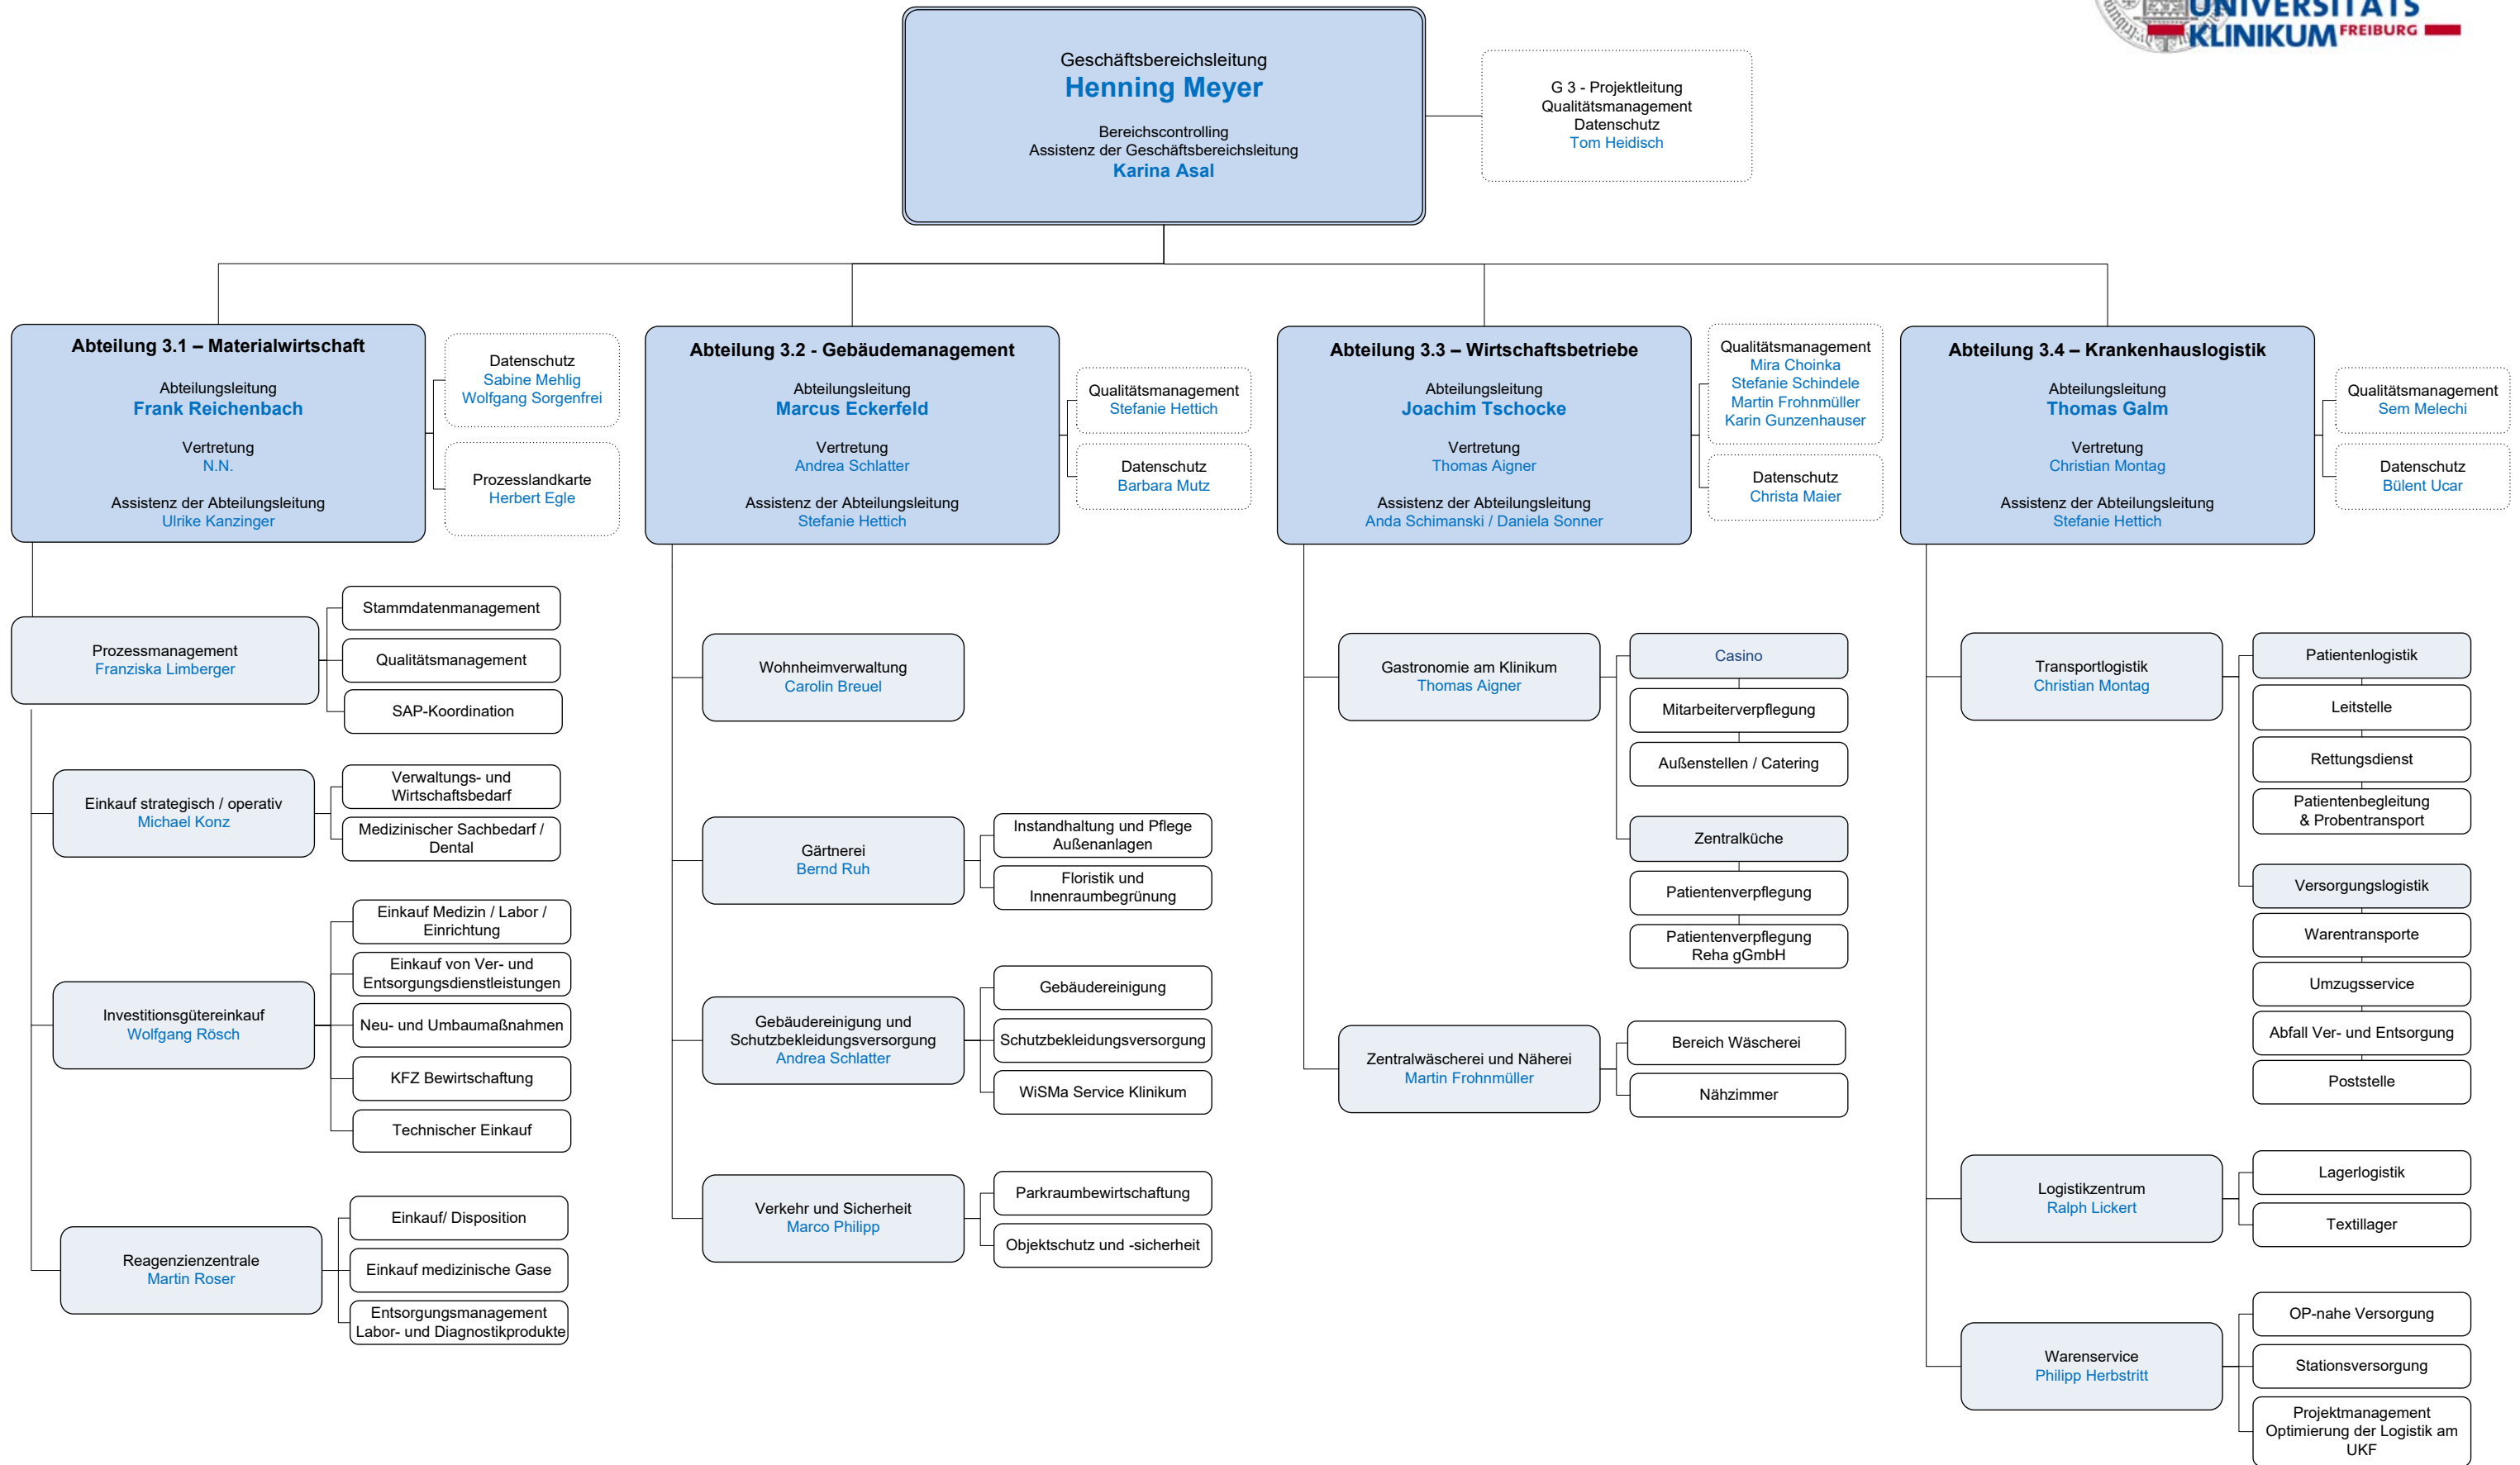 UNIVERSITÄTS
KLINIKUM FREIBURG
Geschäftsbereichsleitung
Henning Meyer
Bereichscontrolling
Assistenz der Geschäftsbereichsleitung
Karina Asal
G 3 - Projektleitung
Qualitätsmanagement
Datenschutz
Tom Heidisch
Abteilung 3.1 – Materialwirtschaft
Abteilungsleitung
Frank Reichenbach
Vertretung
N.N.
Assistenz der Abteilungsleitung
Ulrike Kanzinger
Datenschutz
Sabine Mehlig
Wolfgang Sorgenfrei
Prozesslandkarte
Herbert Egle
Prozessmanagement
Franziska Limberger
Stammdatenmanagement
Qualitätsmanagement
SAP-Koordination
Einkauf strategisch / operativ
Michael Konz
Verwaltungs- und
Wirtschaftsbedarf
Medizinischer Sachbedarf /
Dental
Investitionsgütereinkauf
Wolfgang Rösch
Einkauf Medizin / Labor /
Einrichtung
Einkauf von Ver- und
Entsorgungsdienstleistungen
Neu- und Umbaumaßnahmen
KFZ Bewirtschaftung
Technischer Einkauf
Reagenzienzentrale
Martin Roser
Einkauf/ Disposition
Einkauf medizinische Gase
Entsorgungsmanagement
Labor- und Diagnostikprodukte
Abteilung 3.2 - Gebäudemanagement
Abteilungsleitung
Marcus Eckerfeld
Vertretung
Andrea Schlatter
Assistenz der Abteilungsleitung
Stefanie Hettich
Qualitätsmanagement
Stefanie Hettich
Datenschutz
Barbara Mutz
Wohnheimverwaltung
Carolin Breuel
Gärtnerei
Bernd Ruh
Instandhaltung und Pflege
Außenanlagen
Floristik und
Innenraumbegrünung
Gebäudereinigung und
Schutzbekleidungsversorgung
Andrea Schlatter
Gebäudereinigung
Schutzbekleidungsversorgung
WiSMa Service Klinikum
Verkehr und Sicherheit
Marco Philipp
Parkraumbewirtschaftung
Objektschutz und -sicherheit
Abteilung 3.3 – Wirtschaftsbetriebe
Abteilungsleitung
Joachim Tschocke
Vertretung
Thomas Aigner
Assistenz der Abteilungsleitung
Anda Schimanski / Daniela Sonner
Qualitätsmanagement
Mira Choinka
Stefanie Schindele
Martin Frohnmüller
Karin Gunzenhauser
Datenschutz
Christa Maier
Gastronomie am Klinikum
Thomas Aigner
Casino
Mitarbeiterverpflegung
Außenstellen / Catering
Zentralküche
Patientenverpflegung
Patientenverpflegung
Reha gGmbH
Zentralwäscherei und Näherei
Martin Frohnmüller
Bereich Wäscherei
Nähzimmer
Abteilung 3.4 – Krankenhauslogistik
Abteilungsleitung
Thomas Galm
Vertretung
Christian Montag
Assistenz der Abteilungsleitung
Stefanie Hettich
Qualitätsmanagement
Sem Melechi
Datenschutz
Bülent Ucar
Transportlogistik
Christian Montag
Patientenlogistik
Leitstelle
Rettungsdienst
Patientenbegleitung
& Probentransport
Versorgungslogistik
Warentransporte
Umzugsservice
Abfall Ver- und Entsorgung
Poststelle
Logistikzentrum
Ralph Lickert
Lagerlogistik
Textillager
Warenservice
Philipp Herbstritt
OP-nahe Versorgung
Stationsversorgung
Projektmanagement
Optimierung der Logistik am
UKF